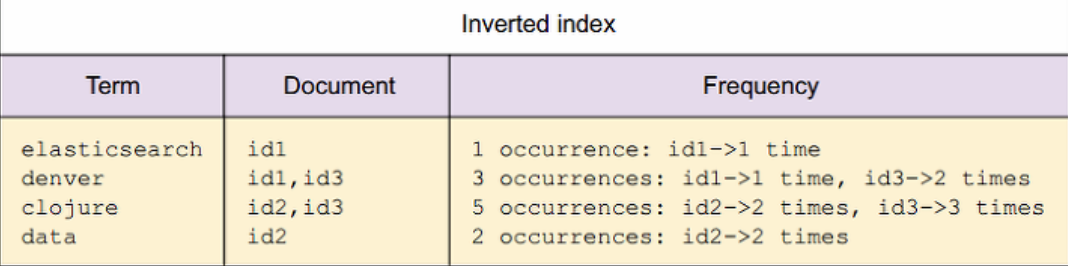 Inverted index
Term Document Frequency
elasticsearch id1 1 occurrence: id1->1 time
denver id1,id3 3 occurrences: id1->1 time, id3->2 times
clojure id2,id3 5 occurrences: id2->2 times, id3->3 times
data id2 2 occurrences: id2->2 times